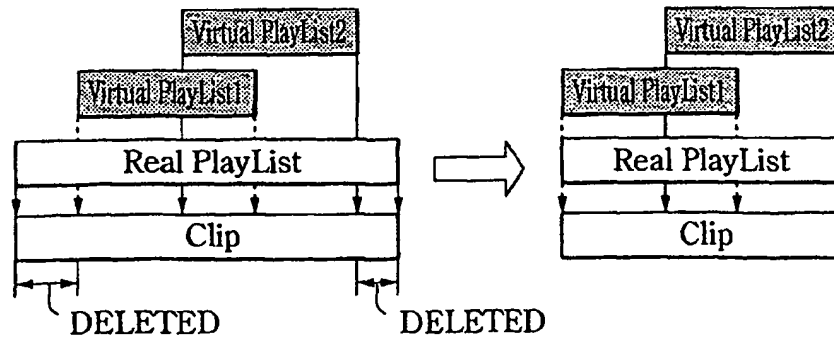 Virtual PlayList2
Virtual PlayList1
Real PlayList
Clip
DELETED
DELETED
Virtual PlayList2
Virtual PlayList1
Real PlayList
Clip